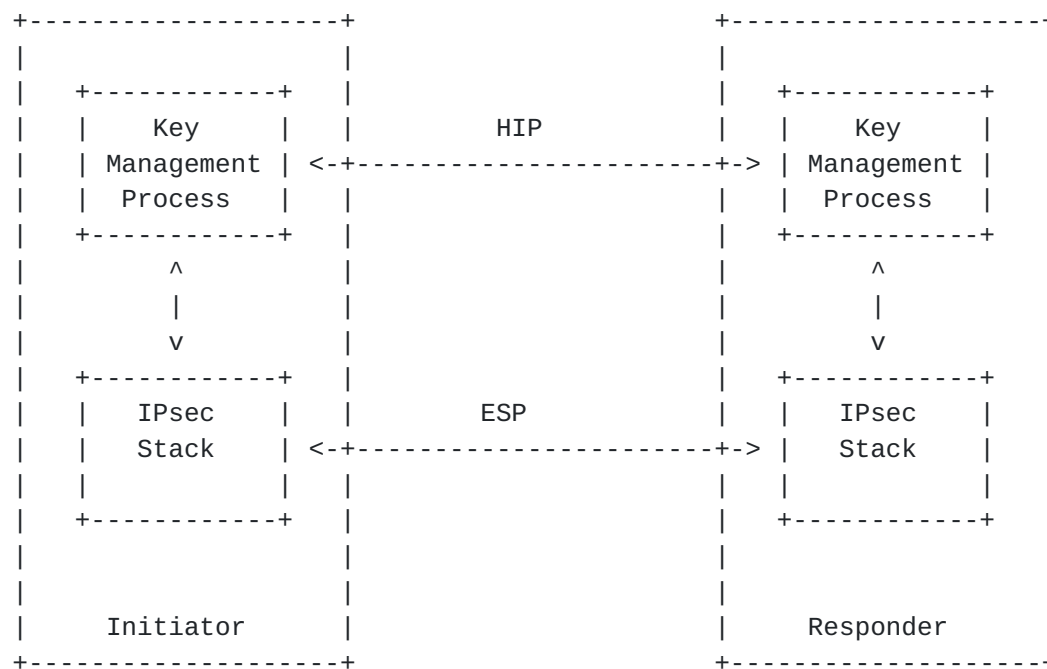 +--------------------+                       +--------------------
|                    |                       |
|   +------------+   |                       |   +------------+
|   |    Key     |   |         HIP           |   |    Key     |
|   | Management | <-+-----------------------+-> | Management |
|   |  Process   |   |                       |   |  Process   |
|   +------------+   |                       |   +------------+
|         ^          |                       |         ^
|         |          |                       |         |
|         v          |                       |         v
|   +------------+   |                       |   +------------+
|   |   IPsec    |   |        ESP            |   |   IPsec    |
|   |   Stack    | <-+-----------------------+-> |   Stack    |
|   |            |   |                       |   |            |
|   +------------+   |                       |   +------------+
|                    |                       |
|                    |                       |
|     Initiator      |                       |     Responder
+--------------------+                       +--------------------